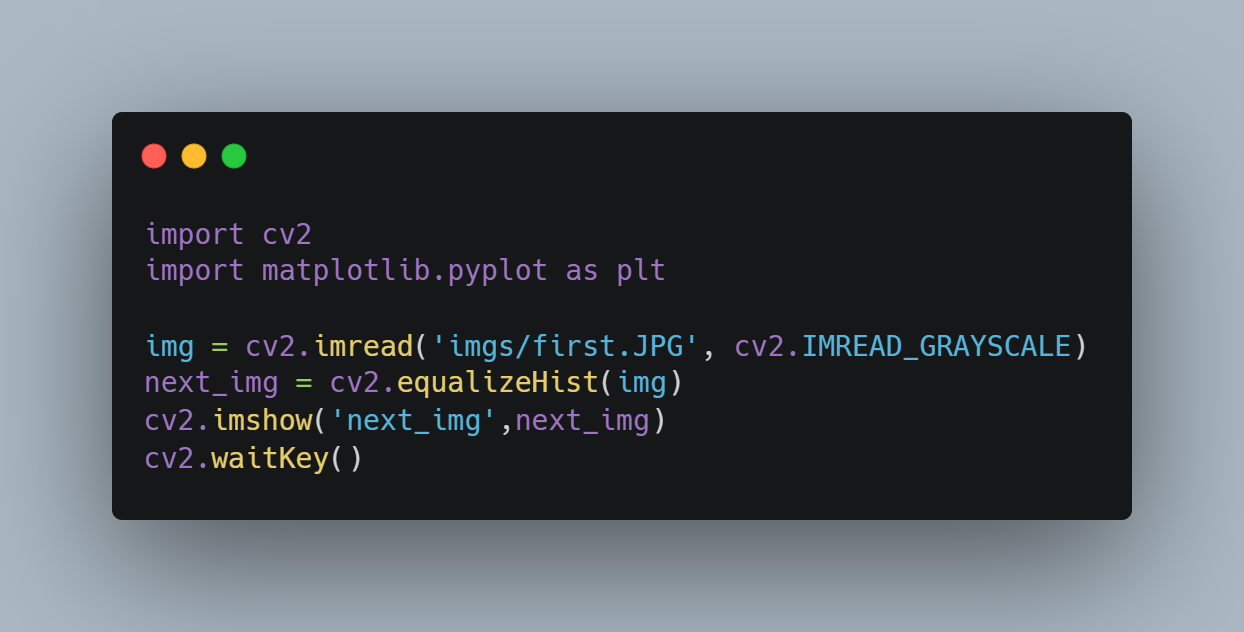 import cv2
import matplotlib.pyplot as plt
img = cv2.imread('imgs/first.JPG', cv2.IMREAD_GRAYSCALE)
next_img = cv2.equalizeHist(img)
cv2.imshow('next_img',next_img)
cv2.waitKey()